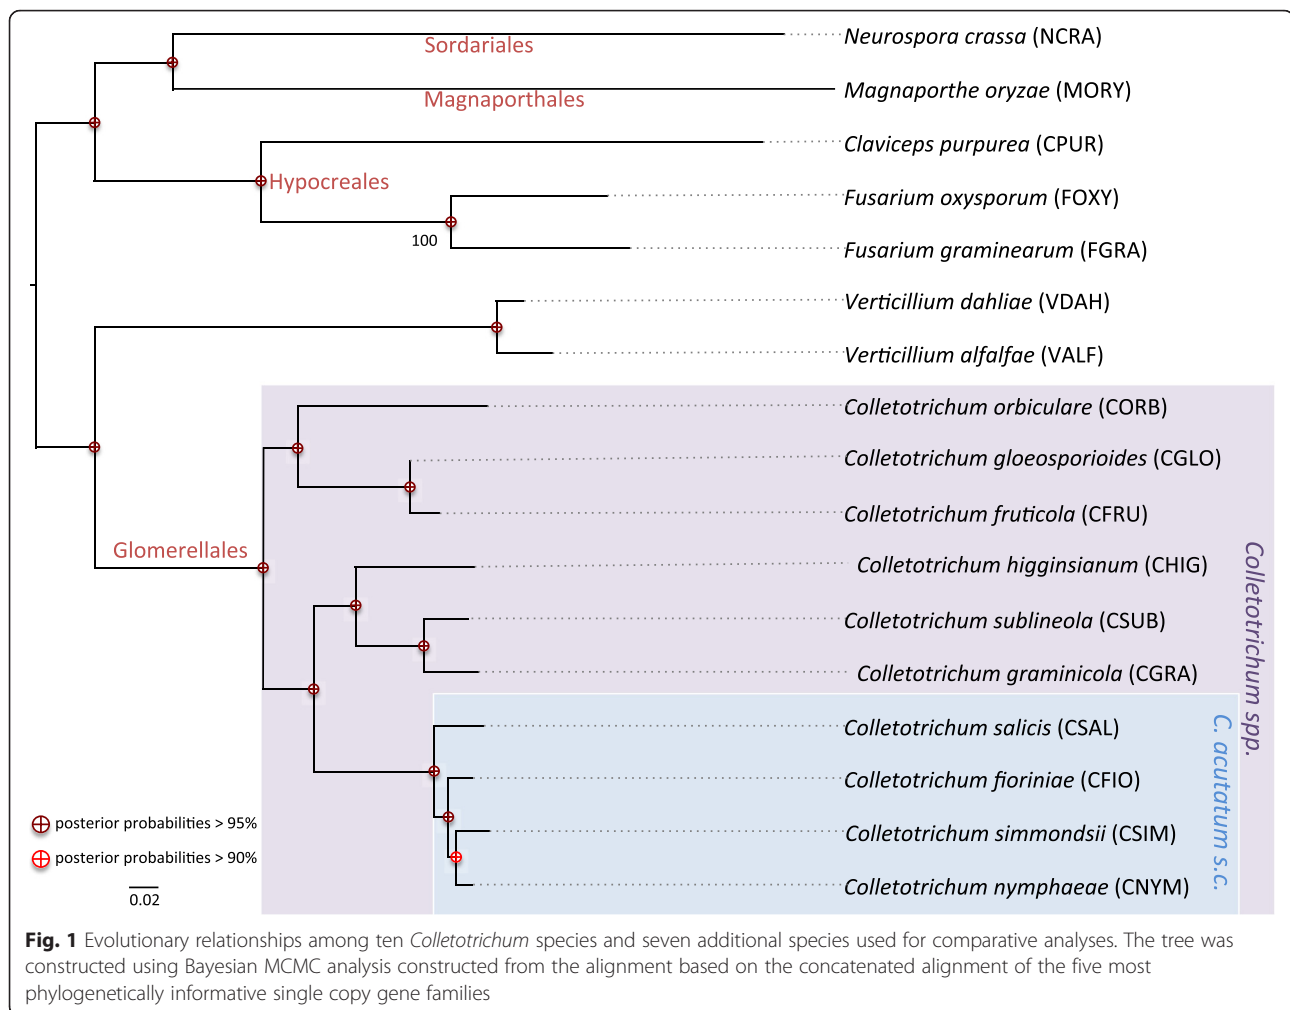 Sordariales
Neurospora crassa (NCRA)
Magnaporthales
Magnaporthe oryzae (MORY)
Claviceps purpurea (CPUR)
Hypocreales
Fusarium oxysporum (FOXY)
100
Fusarium graminearum (FGRA)
Verticillium dahliae (VDAH)
Verticillium alfalfae (VALF)
Colletotrichum orbiculare (CORB)
Colletotrichum gloeosporioides (CGLO)
Colletotrichum fruticola (CFRU)
Glomerellales
Colletotrichum higginsianum (CHIG)
Colletotrichum sublineola (CSUB)
Colletotrichum graminicola (CGRA)
Colletotrichum spp.
Colletotrichum salicis (CSAL)
Colletotrichum fioriniae (CFIO)
Colletotrichum simmondsii (CSIM)
Colletotrichum nymphaeae (CNYM)
C. acutatum s.c.
posterior probabilities > 95%
posterior probabilities > 90%
0.02
Fig. 1 Evolutionary relationships among ten Colletotrichum species and seven additional species used for comparative analyses. The tree was
constructed using Bayesian MCMC analysis constructed from the alignment based on the concatenated alignment of the five most
phylogenetically informative single copy gene families